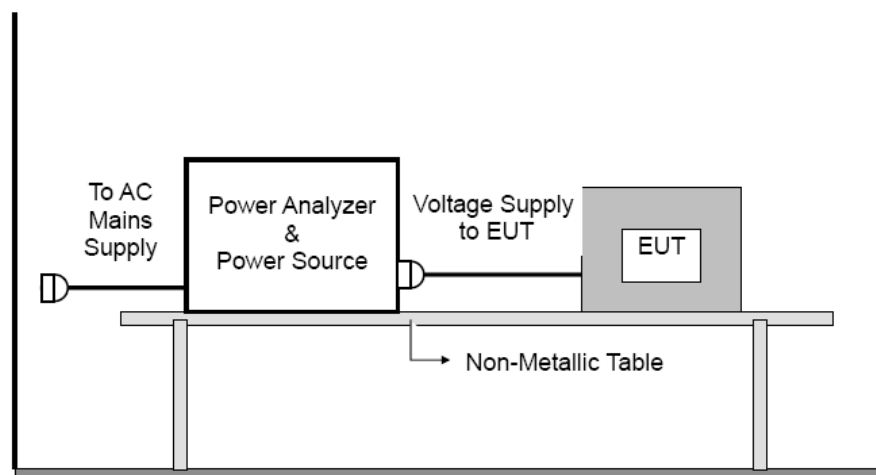 To AC
Mains
Supply
Power Analyzer
&
Power Source
Voltage Supply
to EUT
EUT
Non-Metallic Table